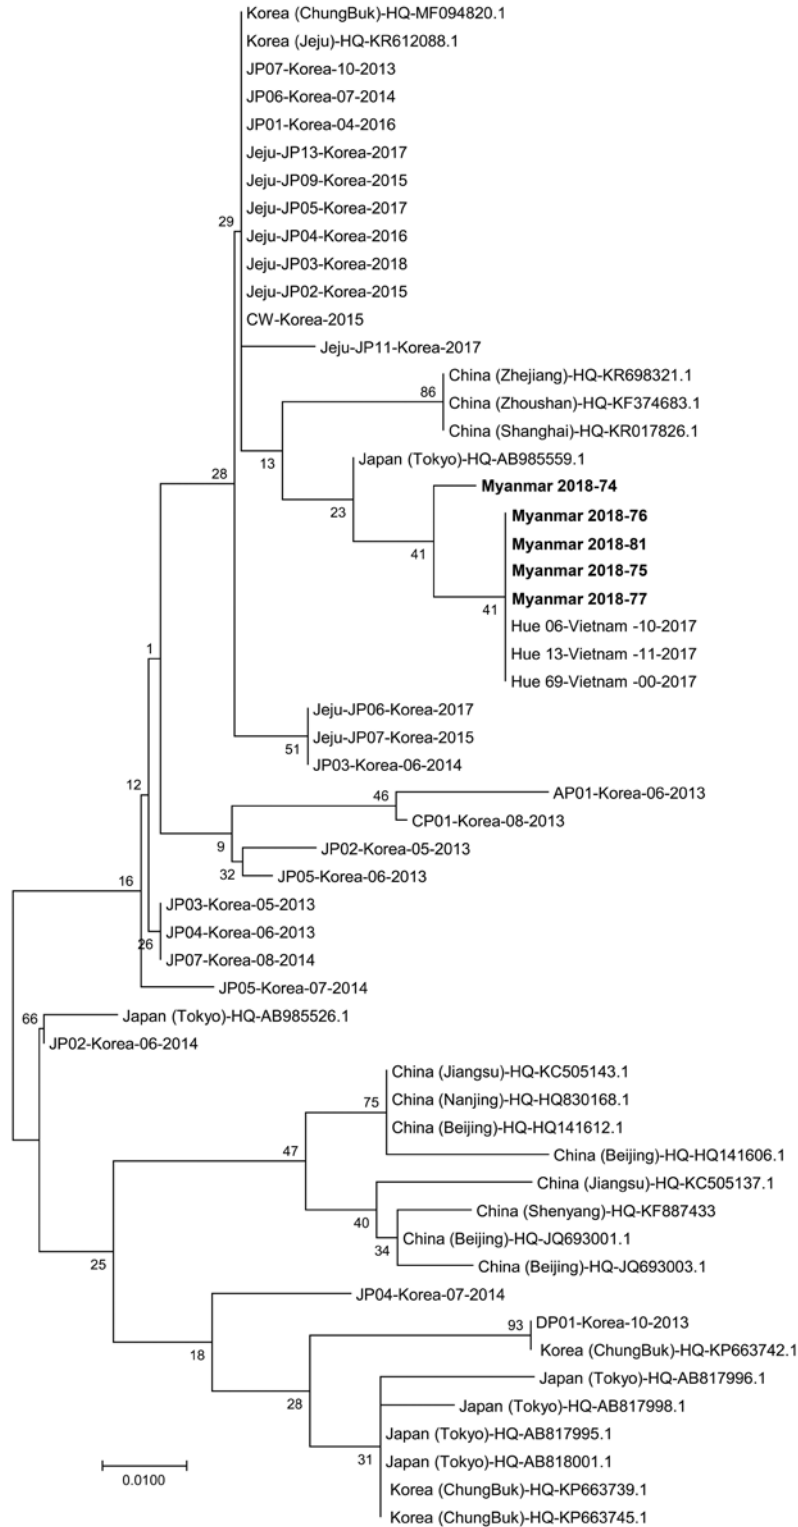 Korea (ChungBuk)-HQ-MF094820.1
Korea (Jeju)-HQ-KR612088.1
JP07-Korea-10-2013
JP06-Korea-07-2014
JP01-Korea-04-2016
Jeju-JP13-Korea-2017
Jeju-JP09-Korea-2015
Jeju-JP05-Korea-2017
29
Jeju-JP04-Korea-2016
Jeju-JP03-Korea-2018
Jeju-JP02-Korea-2015
CW-Korea-2015
Jeju-JP11-Korea-2017
China (Zhejiang)-HQ-KR698321.1
86
China (Zhoushan)-HQ-KF374683.1
China (Shanghai)-HQ-KR017826.1
Japan (Tokyo)-HQ-AB985559.1
13
28
Myanmar 2018-74
23
Myanmar 2018-76
Myanmar 2018-81
41
Myanmar 2018-75
Myanmar 2018-77
41
Hue 06-Vietnam -10-2017
Hue 13-Vietnam -11-2017
1
Hue 69-Vietnam -00-2017
Jeju-JP06-Korea-2017
Jeju-JP07-Korea-2015
51
JP03-Korea-06-2014
12
AP01-Korea-06-2013
46
CP01-Korea-08-2013
9
JP02-Korea-05-2013
32
JP05-Korea-06-2013
16
JP03-Korea-05-2013
JP04-Korea-06-2013
26
JP07-Korea-08-2014
JP05-Korea-07-2014
66
Japan (Tokyo)-HQ-AB985526.1
JP02-Korea-06-2014
China (Jiangsu)-HQ-KC505143.1
75
China (Nanjing)-HQ-HQ830168.1
China (Beijing)-HQ-HQ141612.1
47
China (Beijing)-HQ-HQ141606.1
China (Jiangsu)-HQ-KC505137.1
40
China (Shenyang)-HQ-KF887433
China (Beijing)-HQ-JQ693001.1
34
25
China (Beijing)-HQ-JQ693003.1
JP04-Korea-07-2014
93
DP01-Korea-10-2013
Korea (ChungBuk)-HQ-KP663742.1
18
Japan (Tokyo)-HQ-AB817996.1
28
Japan (Tokyo)-HQ-AB817998.1
Japan (Tokyo)-HQ-AB817995.1
31
Japan (Tokyo)-HQ-AB818001.1
0.0100
Korea (ChungBuk)-HQ-KP663739.1
Korea (ChungBuk)-HQ-KP663745.1